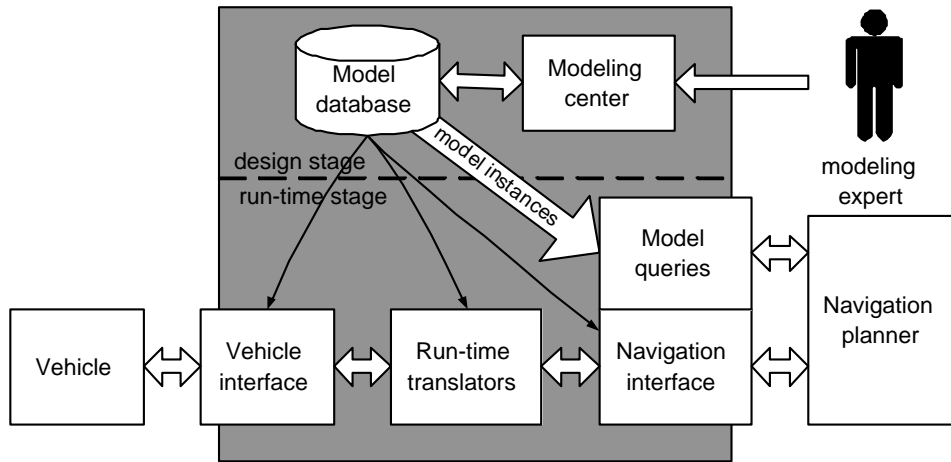 Model
database
Modeling
center
model instances
design stage
run-time stage
modeling
expert
Model
queries
Navigation
planner
Vehicle
Vehicle
interface
Run-time
translators
Navigation
interface